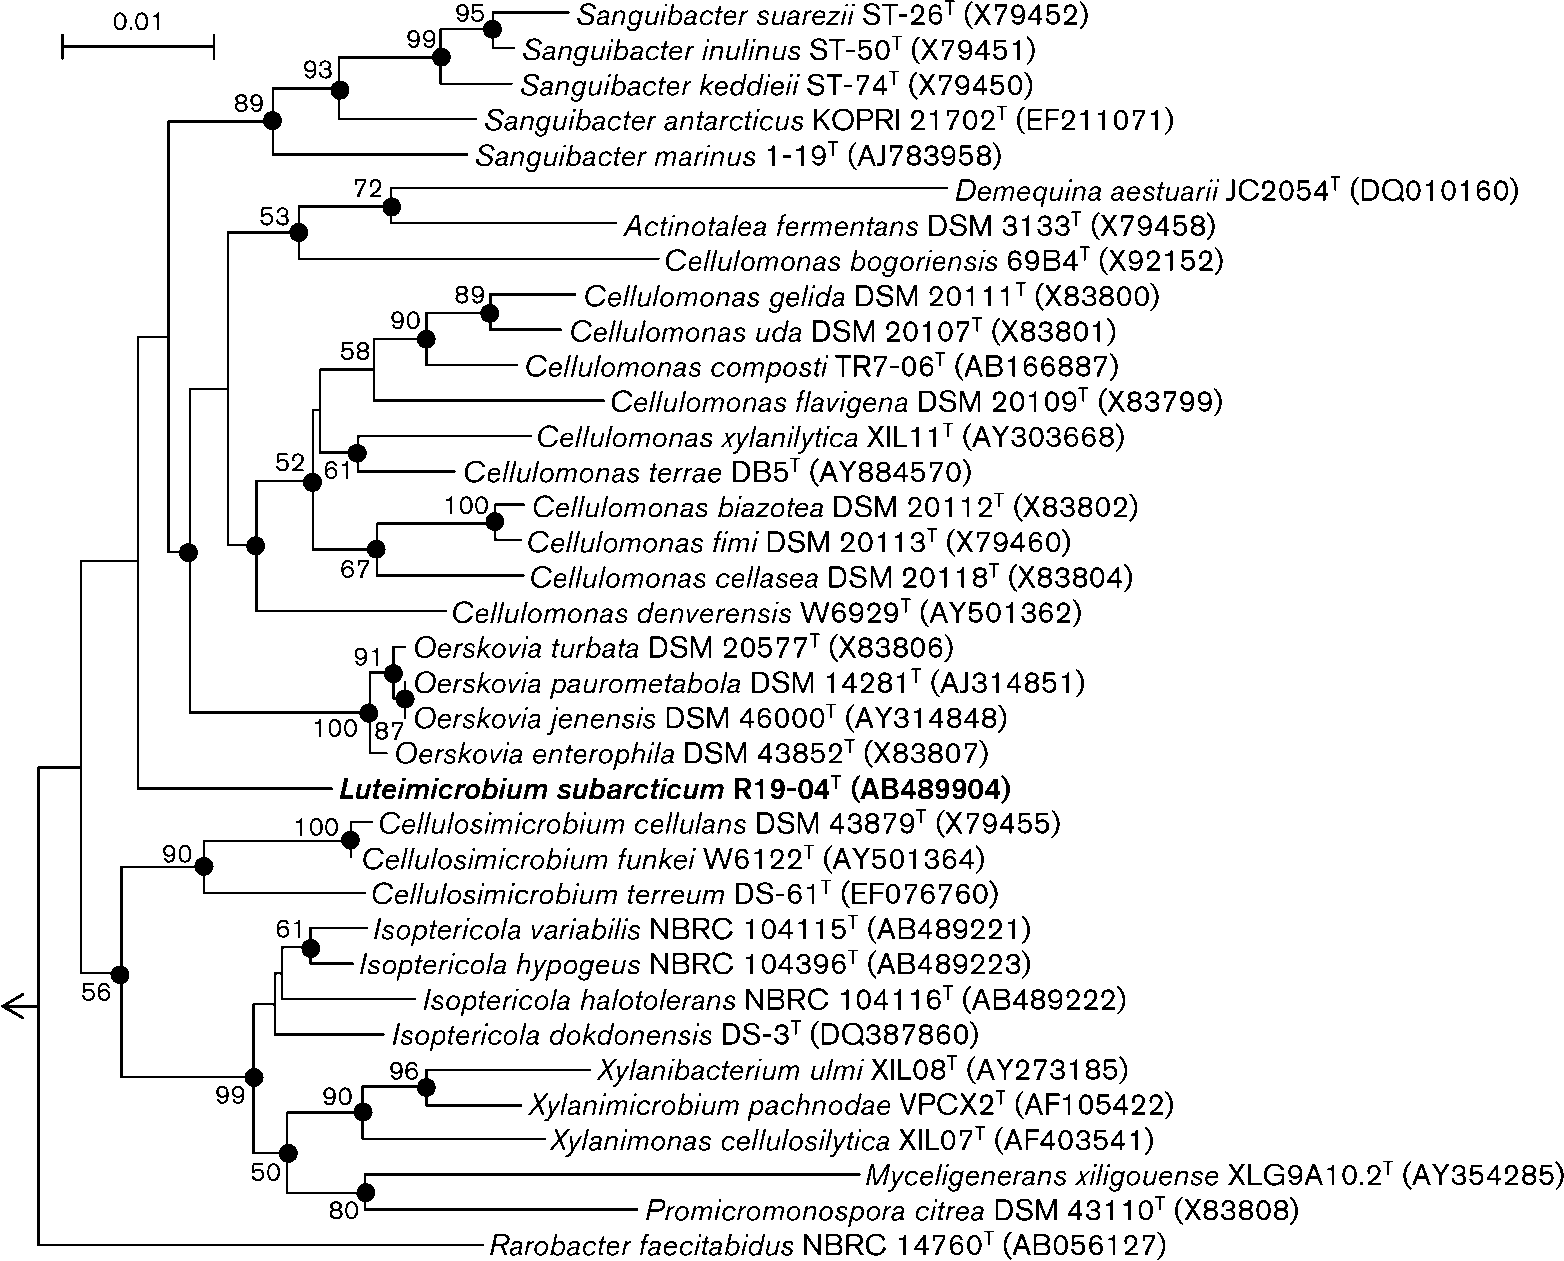 0.01
95
Sanguibacter suarezii ST-26ᵀ (X79452)
99
Sanguibacter inulinus ST-50ᵀ (X79451)
93
Sanguibacter keddieii ST-74ᵀ (X79450)
89
Sanguibacter antarcticus KOPRI 21702ᵀ (EF211071)
Sanguibacter marinus 1-19ᵀ (AJ783958)
72
Demequina aestuarii JC2054ᵀ (DQ010160)
53
Actinotalea fermentans DSM 3133ᵀ (X79458)
Cellulomonas bogoriensis 69B4ᵀ (X92152)
89
Cellulomonas gelida DSM 20111ᵀ (X83800)
90
Cellulomonas uda DSM 20107ᵀ (X83801)
58
Cellulomonas composti TR7-06ᵀ (AB166887)
Cellulomonas flavigena DSM 20109ᵀ (X83799)
Cellulomonas xylanilytica XIL11ᵀ (AY303668)
52
61
Cellulomonas terrae DB5ᵀ (AY884570)
100
Cellulomonas biazotea DSM 20112ᵀ (X83802)
Cellulomonas fimi DSM 20113ᵀ (X79460)
67
Cellulomonas cellasea DSM 20118ᵀ (X83804)
Cellulomonas denverensis W6929ᵀ (AY501362)
Oerskovia turbata DSM 20577ᵀ (X83806)
91
Oerskovia paurometabola DSM 14281ᵀ (AJ314851)
Oerskovia jenensis DSM 46000ᵀ (AY314848)
100
87
Oerskovia enterophila DSM 43852ᵀ (X83807)
Luteimicrobium subarcticum R19-04ᵀ (AB489904)
100
Cellulosimicrobium cellulans DSM 43879ᵀ (X79455)
90
Cellulosimicrobium funkei W6122ᵀ (AY501364)
Cellulosimicrobium terreum DS-61ᵀ (EF076760)
61
Isoptericola variabilis NBRC 104115ᵀ (AB489221)
Isoptericola hypogeus NBRC 104396ᵀ (AB489223)
56
Isoptericola halotolerans NBRC 104116ᵀ (AB489222)
Isoptericola dokdonensis DS-3ᵀ (DQ387860)
96
Xylanibacterium ulmi XIL08ᵀ (AY273185)
99
90
Xylanimicrobium pachnodae VPCX2ᵀ (AF105422)
Xylanimonas cellulosilytica XIL07ᵀ (AF403541)
50
Myceligenerans xiligouense XLG9A10.2ᵀ (AY354285)
80
Promicromonospora citrea DSM 43110ᵀ (X83808)
Rarobacter faecitabidus NBRC 14760ᵀ (AB056127)